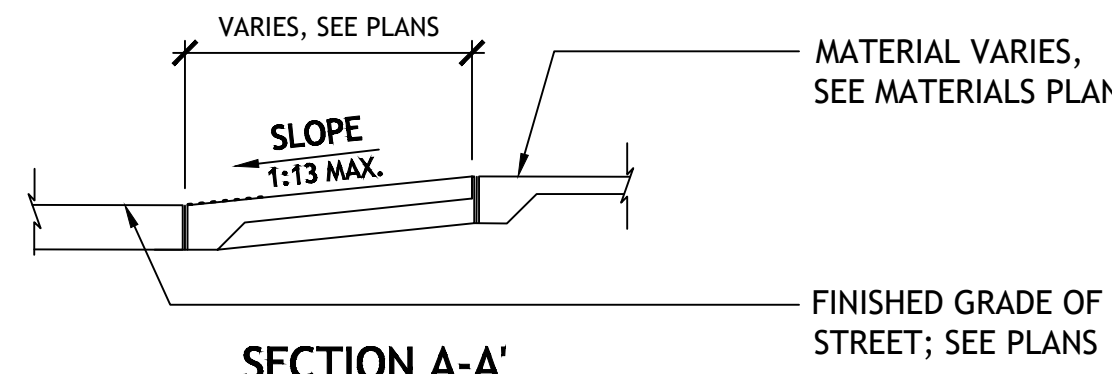 VARIES, SEE PLANS
MATERIAL VARIES,
SEE MATERIALS PLAN
SLOPE
1:13 MAX.
FINISHED GRADE OF
STREET; SEE PLANS
SECTION A-A'